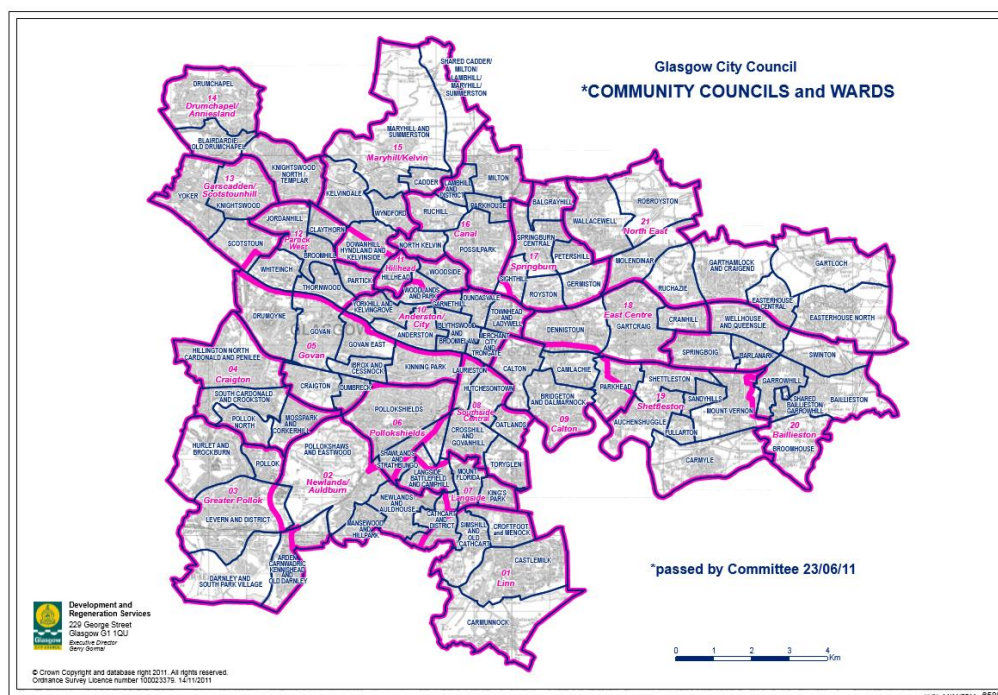 Glasgow City Council
*COMMUNITY COUNCILS and WARDS
SHARED CADDER/
MILTON/
LAMBHILL/
MARYHILL/
SUMMERSTON
DRUMCHAPEL
14
Drumchapel/
Anniesland
BLAIRDARDIE/
OLD DRUMCHAPEL
MARYHILL AND
SUMMERSTON
15
Maryhill/Kelvin
KNIGHTSWOOD
NORTH /
TEMPLAR
13
Garscadden/
Scotstounhill
YOKER
KNIGHTSWOOD
KELVINDALE
CADDER
LAMBHILL
AND
DISTRICT
MILTON
PARKHOUSE
WYNDFORD
RUCHILL
BALGRAYHILL
WALLACEWELL
ROBROYSTON
21
North East
JORDANHILL
CLAYTHORN
12
Partick
West
BROOMHILL
SCOTSTOUN
DOWANHILL,
HYNDLAND AND
KELVINSIDE
NORTH KELVIN
16
Canal
POSSILPARK
SPRINGBURN
CENTRAL
PETERSHILL
17
Springburn
MOLENDINAR
GARTHAMLOCK
AND CRAIGEND
GARTLOCH
WHITEINCH
THORNWOOD
PARTICK
11
Hillhead
HILLHEAD
WOODSIDE
WOODLANDS
AND PARK
SIGHTHILL
ROYSTON
GERMISTON
RUCHAZIE
EASTERHOUSE
CENTRAL
EASTERHOUSE NORTH
DRUMOYNE
YORKHILL AND
KELVINGROVE
GARNETHILL
DUNDASVALE
TOWNHEAD
AND
LADYWELL
10
Anderston/
City
ANDERSTON
BLYTHSWOOD
AND
BROOMIELAW
MERCHANT
CITY AND
TRONGATE
DENNISTOUN
18
East Centre
GARTCRAIG
CRANHILL
WELLHOUSE
AND QUEENSLIE
GOVAN
05
Govan
GOVAN EAST
IBROX AND
CESSNOCK
KINNING PARK
LAURIESTON
CALTON
CAMLACHIE
SPRINGBOIG
BARLANARK
SWINTON
HILLINGTON NORTH
CARDONALD AND PENILEE
04
Craigton
CRAIGTON
DUMBRECK
HUTCHESONTOWN
BRIDGETON
AND DALMARNOCK
PARKHEAD
SHETTLESTON
19
Shettleston
SANDYHILLS
GARROWHILL
SHARED
BAILLIESTON/
GARROWHILL
BAILLIESTON
SOUTH CARDONALD
AND CROOKSTON
POLLOK
NORTH
MOSSPARK
AND
CORKERHILL
POLLOKSHIELDS
06
Pollokshields
08
Southside
Central
CROSSHILL
AND
GOVANHILL
OATLANDS
09
Calton
AUCHENSHUGGLE
MOUNT VERNON
FULLARTON
20
Baillieston
BROOMHOUSE
HURLET AND
BROCKBURN
POLLOK
POLLOKSHAWS
AND EASTWOOD
SHAWLANDS
AND
STRATHBUNGO
TORYGLEN
CARMYLE
02
Newlands/
Auldburn
LANGSIDE
BATTLEFIELD
AND CAMPHILL
MOUNT
FLORIDA
07
Langside
KING'S
PARK
03
Greater Pollok
NEWLANDS
AND
AULDHOUSE
CATHCART
AND
DISTRICT
LEVERN AND DISTRICT
MANSEWOOD
AND
HILLPARK
SIMSHILL
AND OLD
CATHCART
CROFTFOOT
and MENOCK
ARDEN,
CARNWADRIC
KENNISHEAD
AND
OLD DARNLEY
DARNLEY AND
SOUTH PARK VILLAGE
CASTLEMILK
01
Linn
CARMUNNOCK
*passed by Committee 23/06/11
Glasgow
CITY COUNCIL
Development and
Regeneration Services
229 George Street
Glasgow G1 1QU
Executive Director
Gerry Gormal
0 1 2 3 4
Km
© Crown Copyright and database right 2011. All rights reserved.
Ordnance Survey Licence number 100023379. 14/11/2011